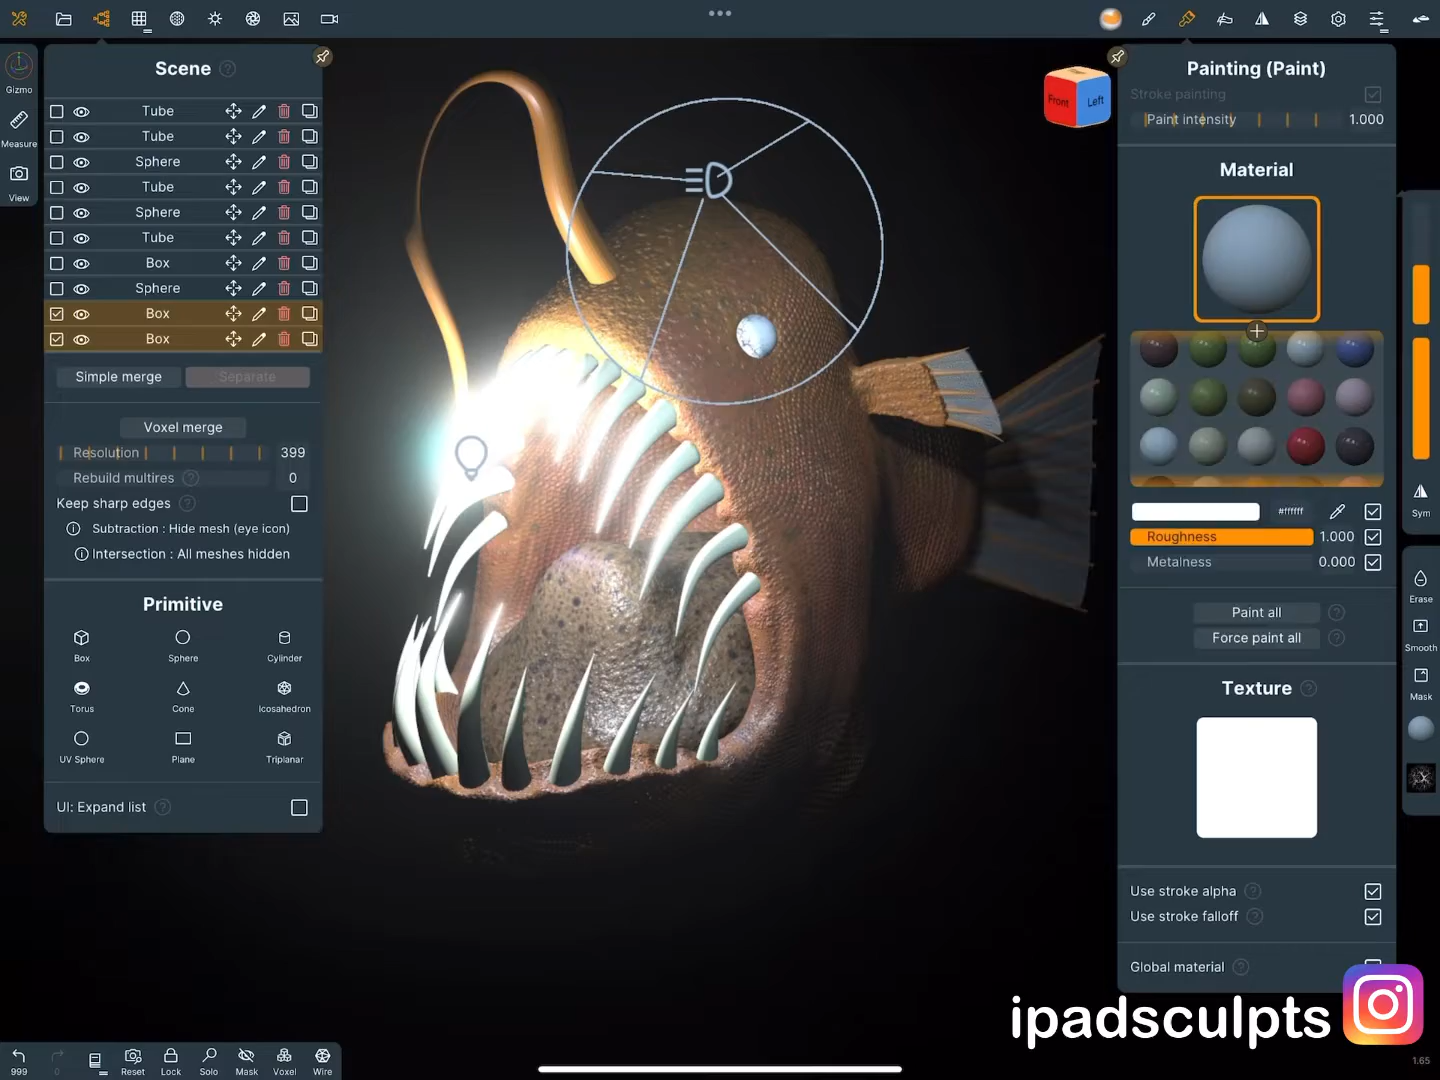 Scene
Gizmo
Measure
View
Tube
Tube
Sphere
Tube
Sphere
Tube
Box
Sphere
Box
Box
Simple merge
Separate
Voxel merge
Resolution 399
Rebuild multires ? 0
Keep sharp edges ?
Subtraction : Hide mesh (eye icon)
Intersection : All meshes hidden
Primitive
Box Sphere Cylinder
Torus Cone Icosahedron
UV Sphere Plane Triplanar
UI: Expand list ?
999 0 Reset Lock Solo Mask Voxel Wire
Front Left
Painting (Paint)
Stroke painting
Paint intensity 1.000
Material
#ffffff
Roughness 1.000
Metalness 0.000
Paint all ?
Force paint all ?
Texture ?
Use stroke alpha ?
Use stroke falloff ?
Global material ?
Sym
Erase
Smooth
Mask
ipadsculpts
1.65